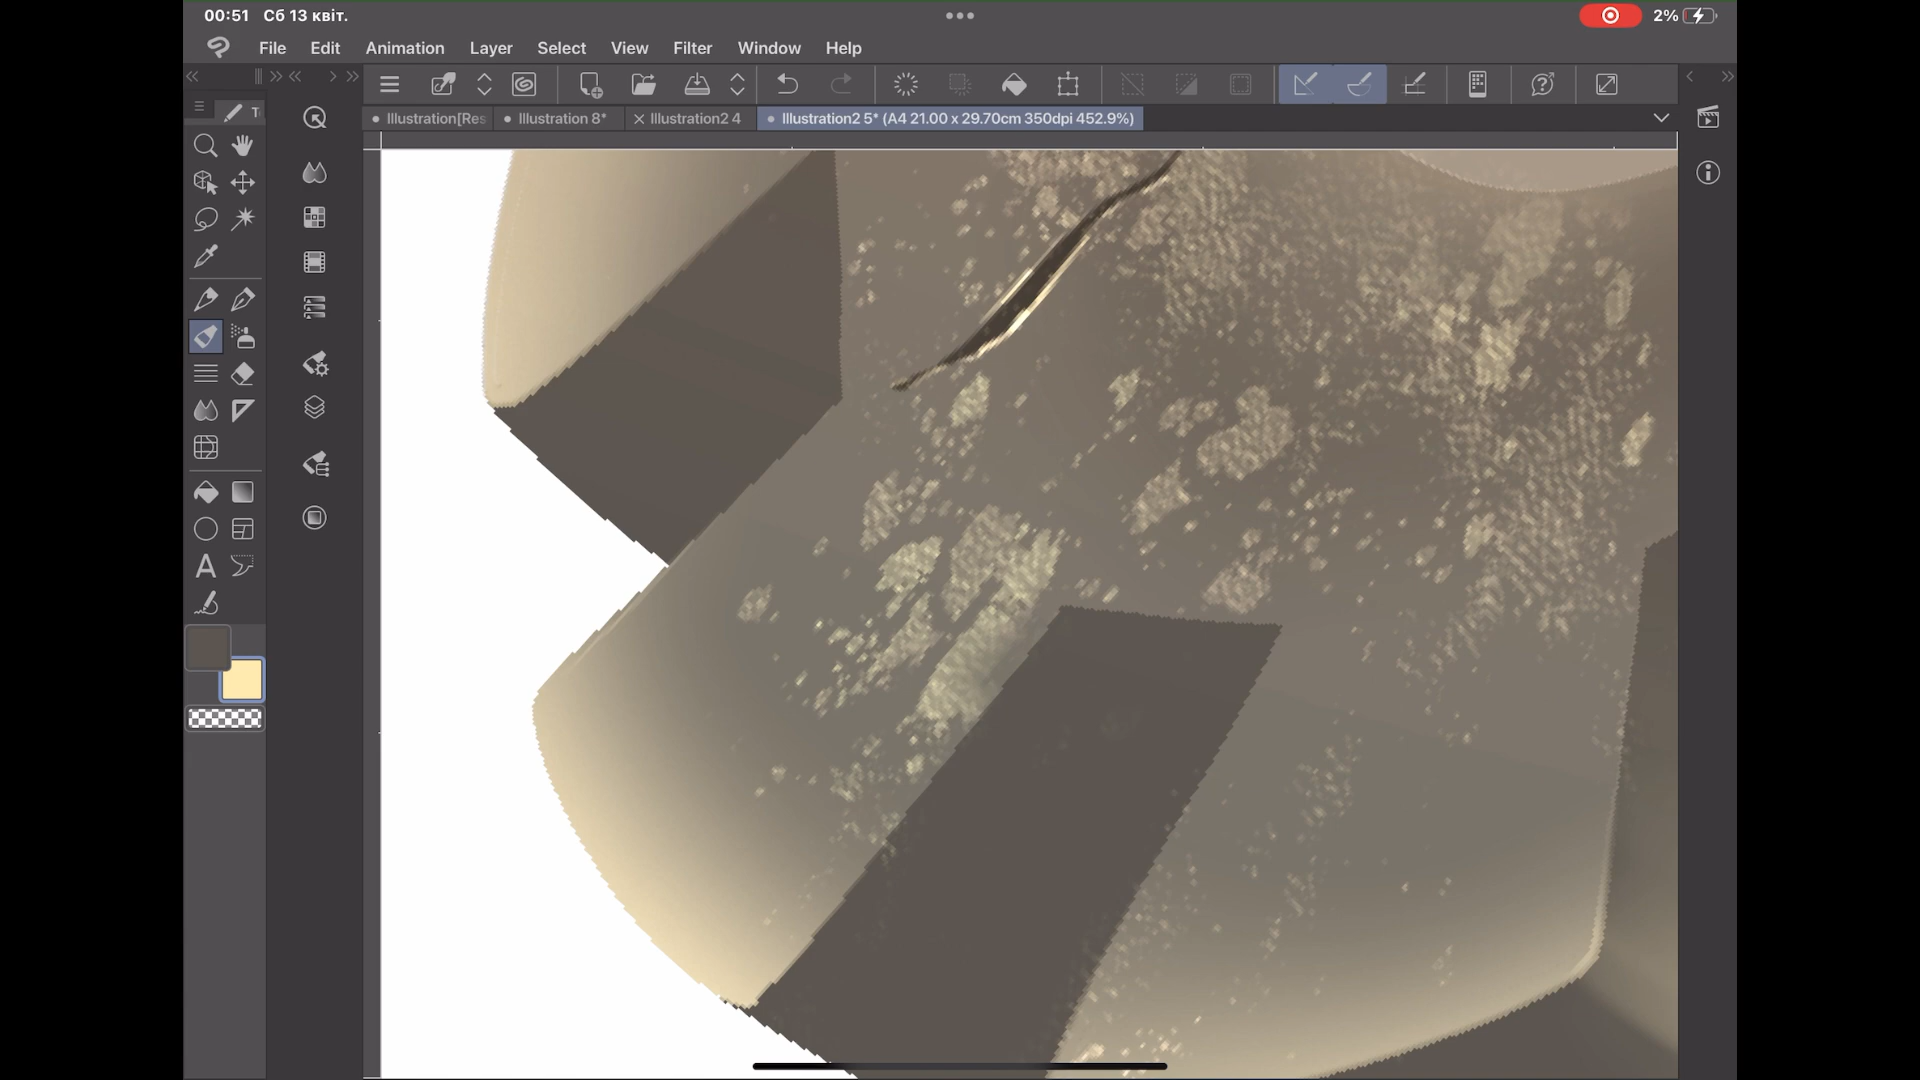 00:51 Сб 13 квіт.
2%
File Edit Animation Layer Select View Filter Window Help
Illustration[Res Illustration 8* Illustration2 4 Illustration2 5* (A4 21.00 x 29.70cm 350dpi 452.9%)